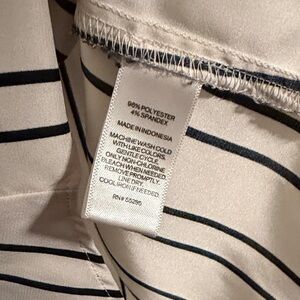 96% POLYESTER
4% SPANDEX
MADE IN INDONESIA
MACHINE WASH COLD
WITH LIKE COLORS.
GENTLE CYCLE.
ONLY NON-CHLORINE
BLEACH WHEN NEEDED.
REMOVE PROMPTLY.
LINE DRY.
COOL IRON IF NEEDED.
RN# 55285